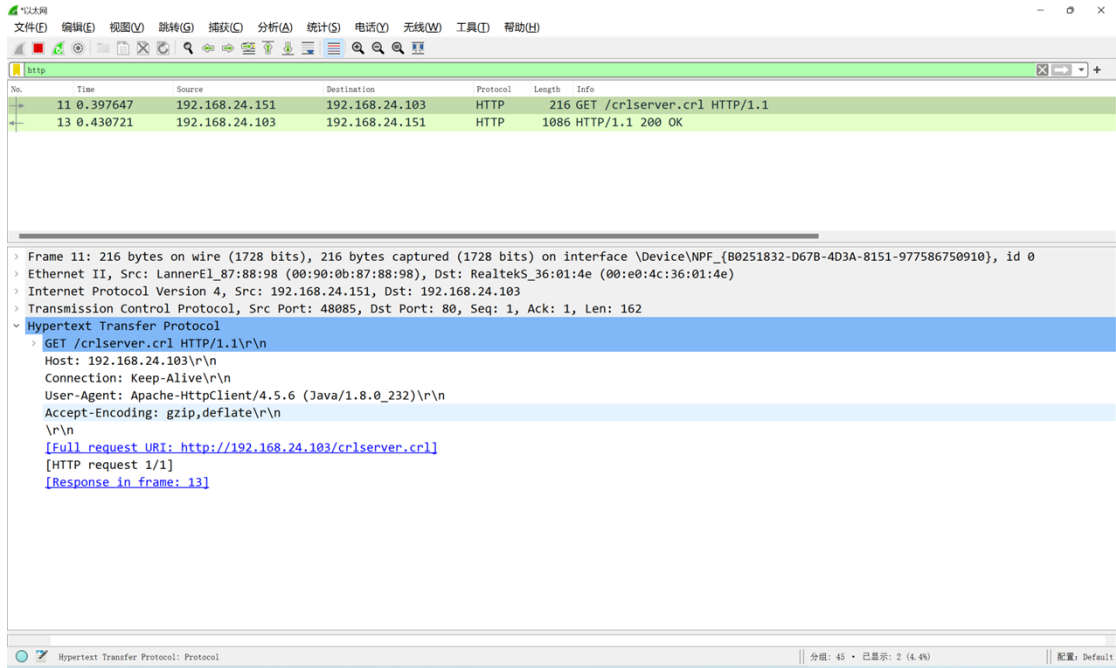 *以太网
文件(F) 编辑(E) 视图(V) 跳转(G) 捕获(C) 分析(A) 统计(S) 电话(Y) 无线(W) 工具(T) 帮助(H)
http
No. Time Source Destination Protocol Length Info
11 0.397647 192.168.24.151 192.168.24.103 HTTP 216 GET /crlserver.crl HTTP/1.1
13 0.430721 192.168.24.103 192.168.24.151 HTTP 1086 HTTP/1.1 200 OK
Frame 11: 216 bytes on wire (1728 bits), 216 bytes captured (1728 bits) on interface \Device\NPF_{B0251832-D67B-4D3A-8151-977586750910}, id 0
Ethernet II, Src: LannerEl_87:88:98 (00:90:0b:87:88:98), Dst: RealtekS_36:01:4e (00:e0:4c:36:01:4e)
Internet Protocol Version 4, Src: 192.168.24.151, Dst: 192.168.24.103
Transmission Control Protocol, Src Port: 48085, Dst Port: 80, Seq: 1, Ack: 1, Len: 162
Hypertext Transfer Protocol
GET /crlserver.crl HTTP/1.1\r\n
Host: 192.168.24.103\r\n
Connection: Keep-Alive\r\n
User-Agent: Apache-HttpClient/4.5.6 (Java/1.8.0_232)\r\n
Accept-Encoding: gzip,deflate\r\n
\r\n
[Full request URI: http://192.168.24.103/crlserver.crl]
[HTTP request 1/1]
[Response in frame: 13]
Hypertext Transfer Protocol: Protocol 分组: 45 · 已显示: 2 (4.4%) 配置: Default